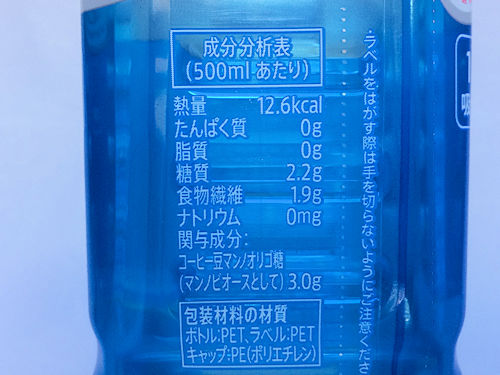 成分分析表
(500mlあたり)
熱量 12.6kcal
たんぱく質 0g
脂質 0g
糖質 2.2g
食物繊維 1.9g
ナトリウム 0mg
関与成分:
コーヒー豆マンノオリゴ糖
(マンノビオースとして) 3.0g
包装材料の材質
ボトル:PET、ラベル:PET
キャップ:PE(ポリエチレン)
・ラベルをはがす際は手を切らないようにご注意くださ